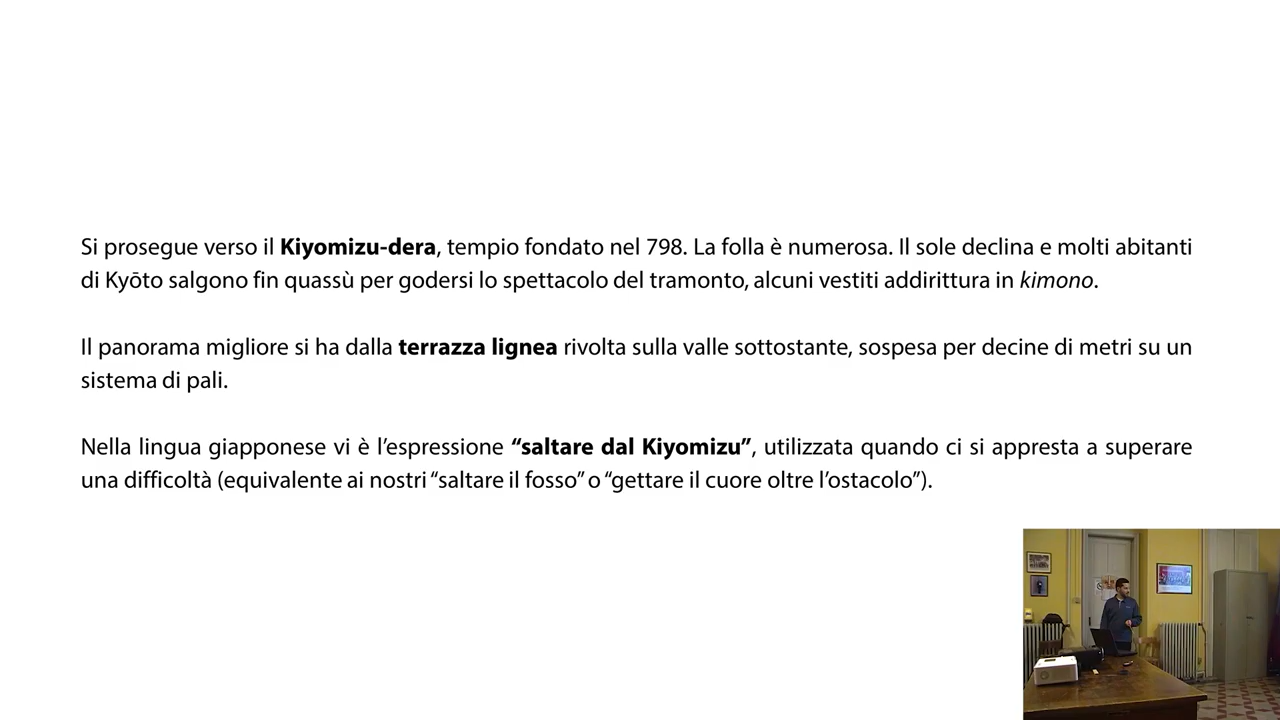 Si prosegue verso il Kiyomizu-dera, tempio fondato nel 798. La folla è numerosa. Il sole declina e molti abitanti
di Kyōto salgono fin quassù per godersi lo spettacolo del tramonto, alcuni vestiti addirittura in kimono.
Il panorama migliore si ha dalla terrazza lignea rivolta sulla valle sottostante, sospesa per decine di metri su un
sistema di pali.
Nella lingua giapponese vi è l’espressione “saltare dal Kiyomizu”, utilizzata quando ci si appresta a superare
una difficoltà (equivalente ai nostri “saltare il fosso” o “gettare il cuore oltre l’ostacolo”).